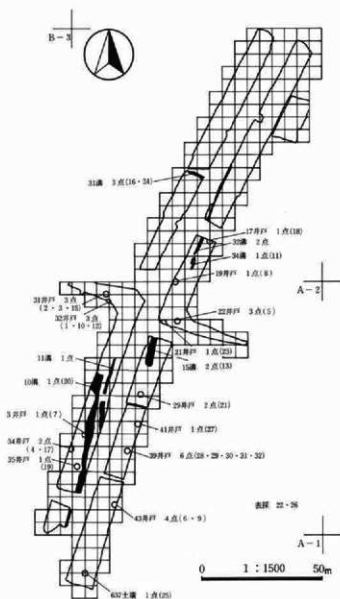 B-3
31溝 3点(16・24)
17井戸 1点(18)
32溝 2点
34溝 1点(11)
19井戸 1点(8)
A-2
31井戸 3点
(2・3・15)
32井戸 3点
(1・10・12)
22井戸 3点(5)
21井戸 1点(23)
15溝 2点(13)
11溝 1点
10溝 1点(20)
29井戸 2点(21)
3井戸 1点(7)
41井戸 1点(27)
34井戸 2点
(4・17)
39井戸 6点(28・29・30・31・32)
35井戸 1点
(19)
表採 22・26
43井戸 4点(6・9)
A-1
637土壙 1点(25)
0 1:1500 50m